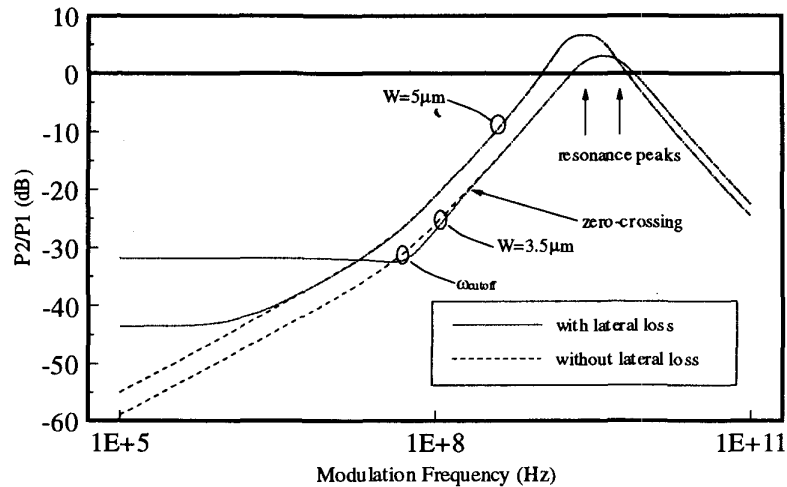 10
0
-10
-20
-30
-40
-50
-60
P2/P1 (dB)
W=5μm
resonance peaks
zero-crossing
W=3.5μm
ωcutoff
with lateral loss
without lateral loss
1E+5
1E+8
1E+11
Modulation Frequency (Hz)